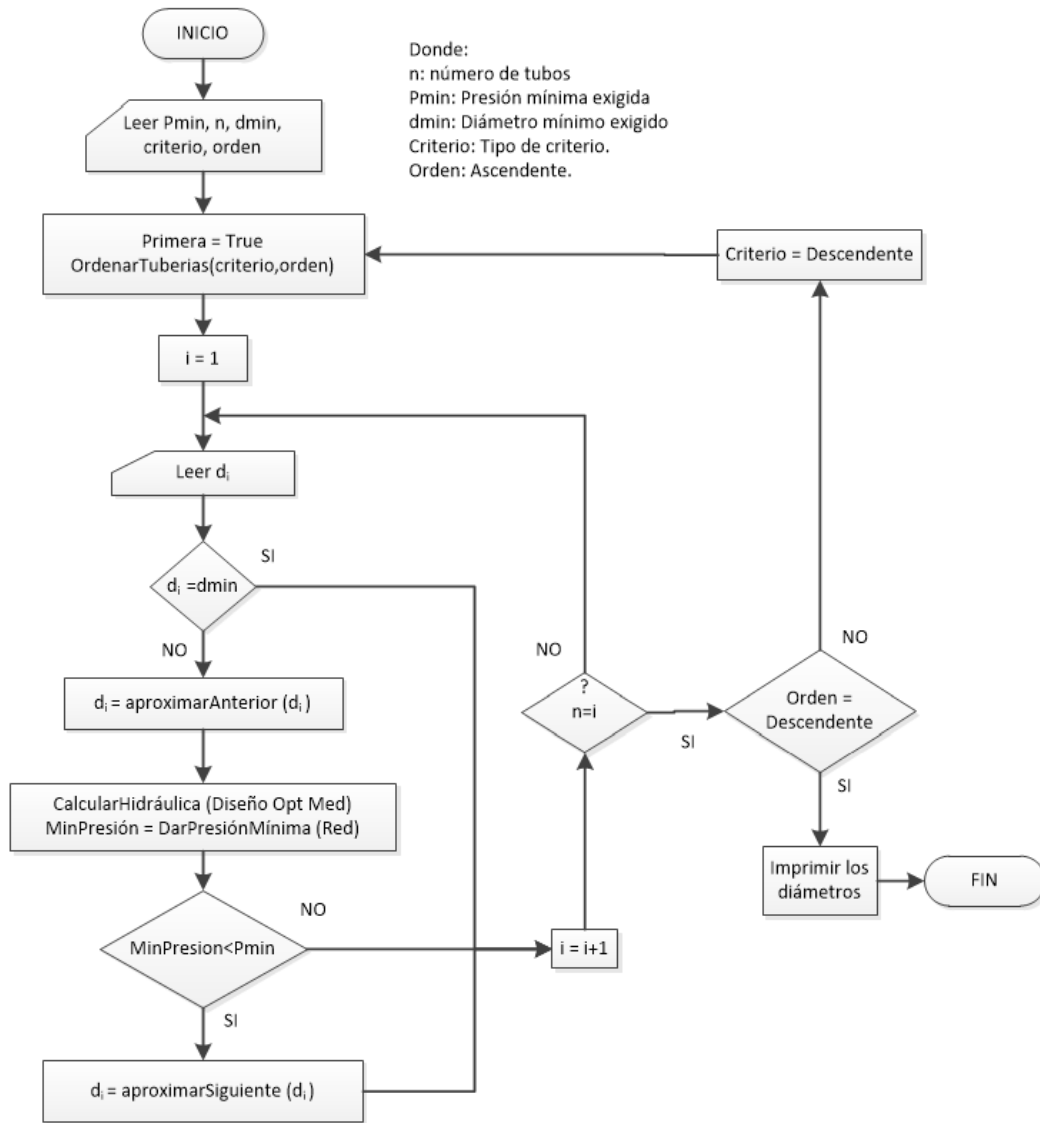 INICIO
Donde:
n: número de tubos
Pmin: Presión mínima exigida
dmin: Diámetro mínimo exigido
Criterio: Tipo de criterio.
Orden: Ascendente.
Leer Pmin, n, dmin,
criterio, orden
Primera = True
OrdenarTuberias(criterio,orden)
Criterio = Descendente
i = 1
Leer dᵢ
SI
dᵢ =dmin
NO
NO
NO
dᵢ = aproximarAnterior (dᵢ )
?
n=i
SI
Orden =
Descendente
SI
CalcularHidráulica (Diseño Opt Med)
MinPresión = DarPresiónMínima (Red)
Imprimir los
diámetros
FIN
NO
MinPresion<Pmin
i = i+1
SI
dᵢ = aproximarSiguiente (dᵢ )